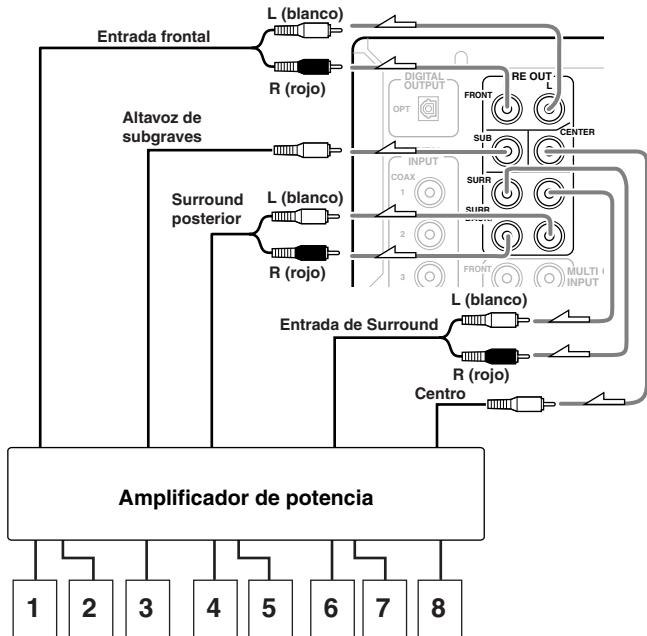 L (blanco)
Entrada frontal
R (rojo)
DIGITAL
OUTPUT
OPT
RE OUT
L
FRONT
Altavoz de
subgraves
SUB
CENTER
INPUT
COAX
1
SURR
Surround
posterior
L (blanco)
SURR
2
R (rojo)
3
FRONT
MULTI C
INPUT
L (blanco)
Entrada de Surround
R (rojo)
Centro
Amplificador de potencia
1 2 3 4 5 6 7 8